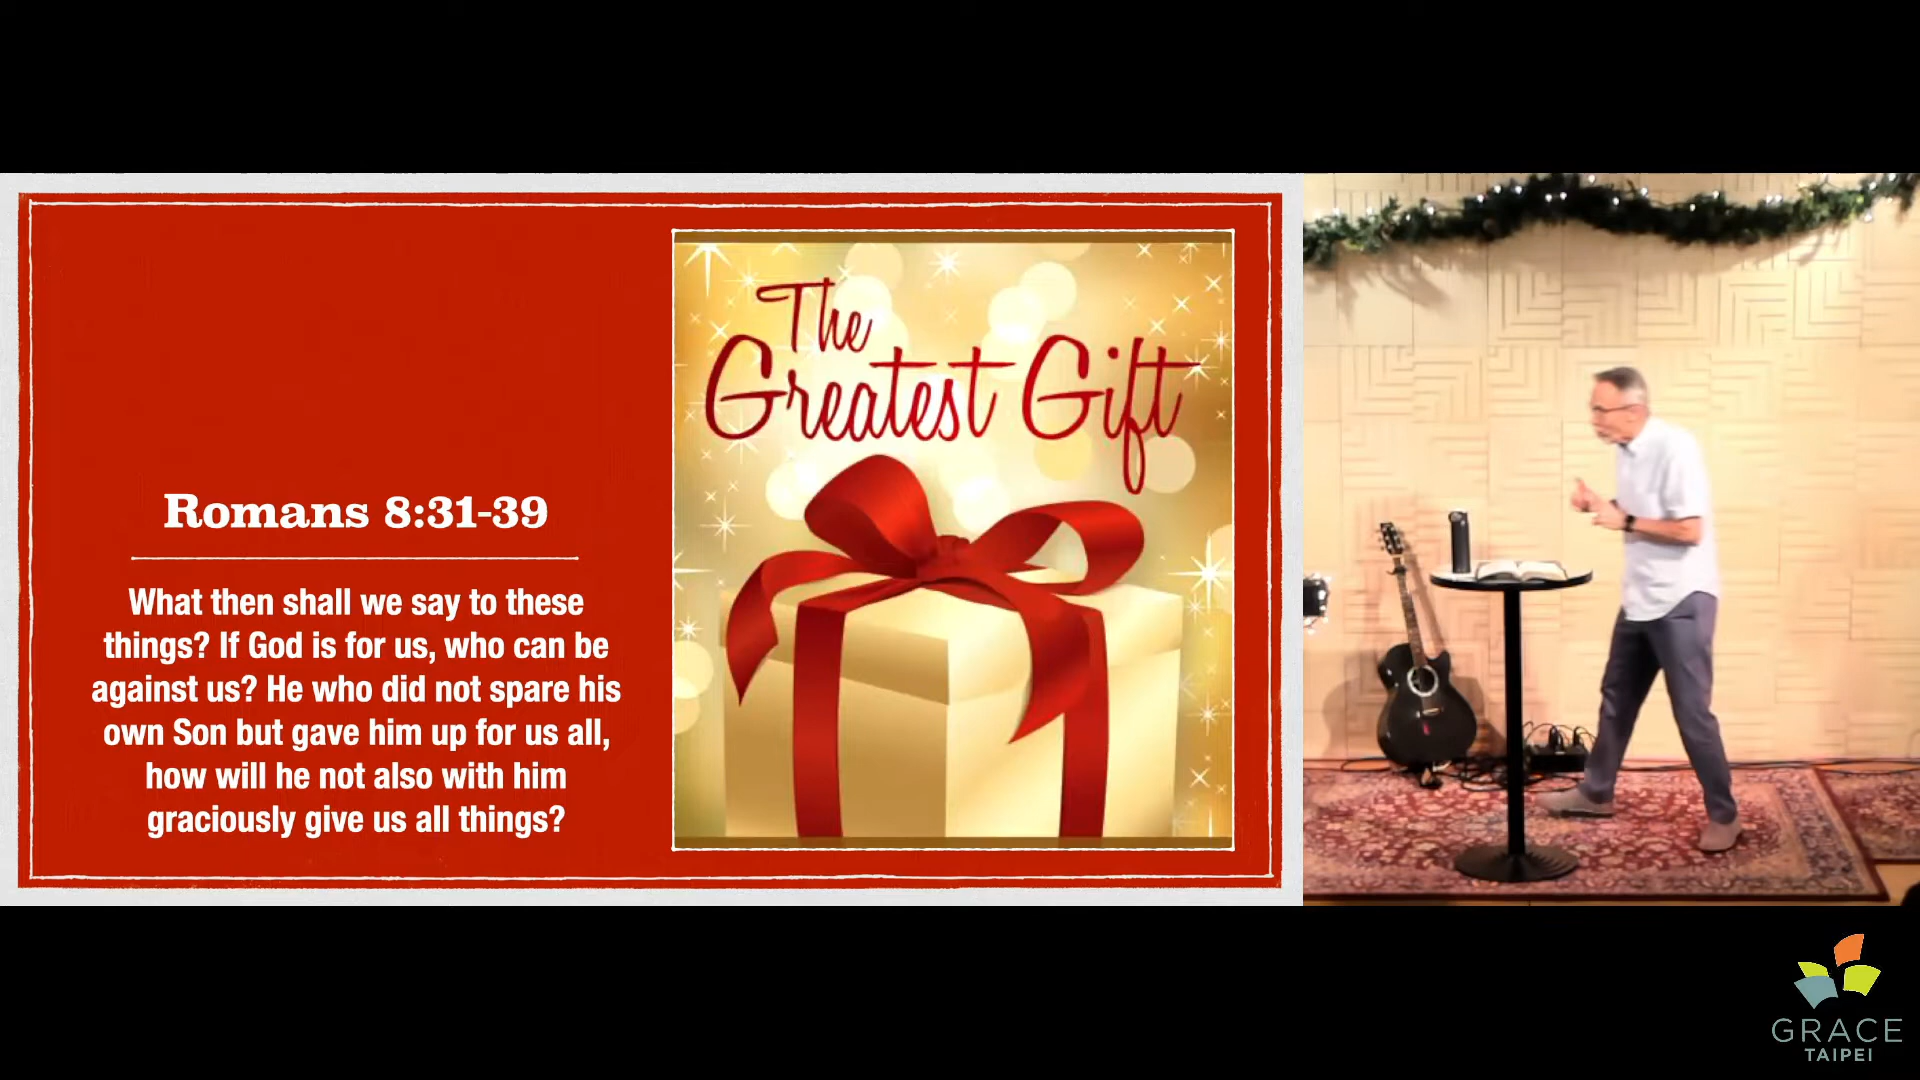 The
Greatest Gift
Romans 8:31-39
What then shall we say to these
things? If God is for us, who can be
against us? He who did not spare his
own Son but gave him up for us all,
how will he not also with him
graciously give us all things?
GRACE
TAIPEI